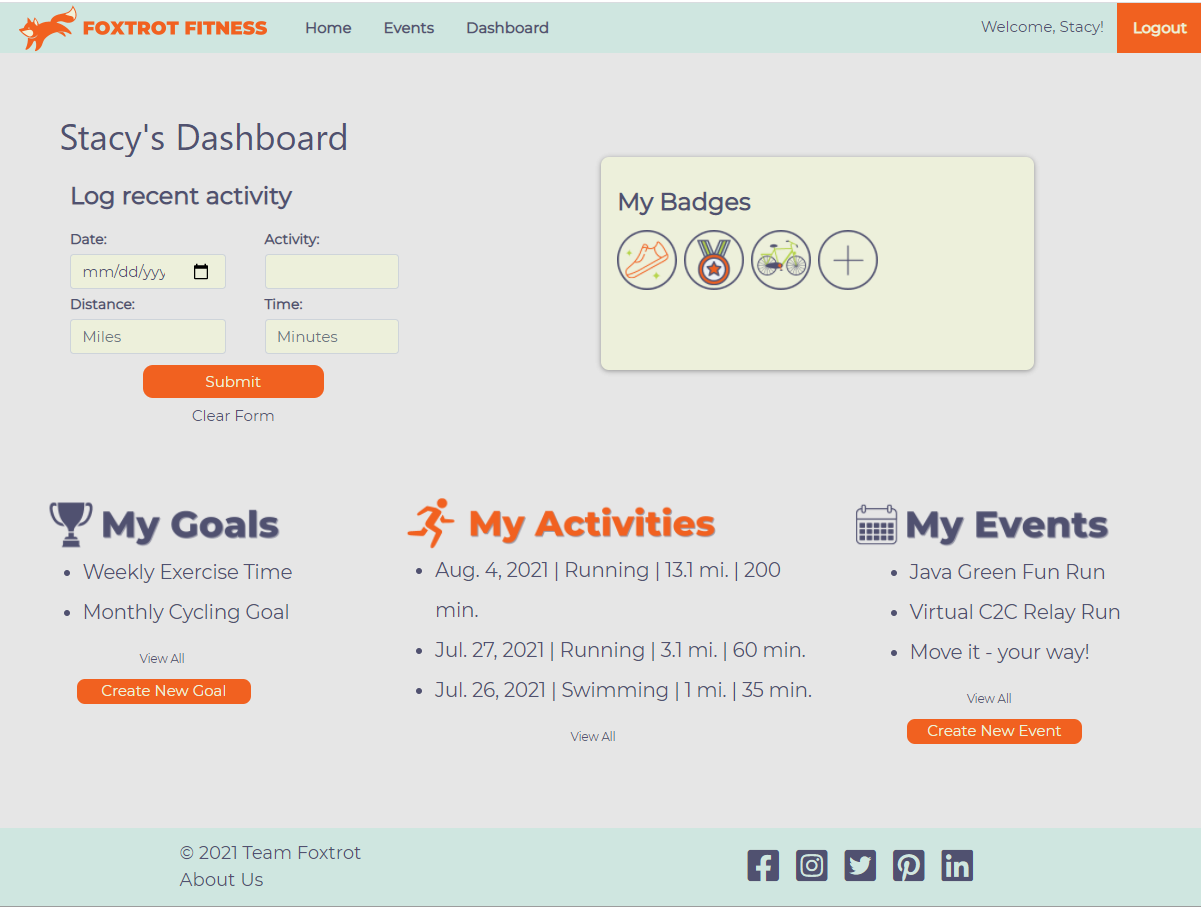 FOXTROT FITNESS Home Events Dashboard Welcome, Stacy! Logout
Stacy's Dashboard
Log recent activity
Date: Activity:
mm/dd/yyy
Distance: Time:
Miles Minutes
Submit
Clear Form
My Badges
My Goals
• Weekly Exercise Time
• Monthly Cycling Goal
View All
Create New Goal
My Activities
• Aug. 4, 2021 | Running | 13.1 mi. | 200
min.
• Jul. 27, 2021 | Running | 3.1 mi. | 60 min.
• Jul. 26, 2021 | Swimming | 1 mi. | 35 min.
View All
My Events
• Java Green Fun Run
• Virtual C2C Relay Run
• Move it - your way!
View All
Create New Event
© 2021 Team Foxtrot
About Us